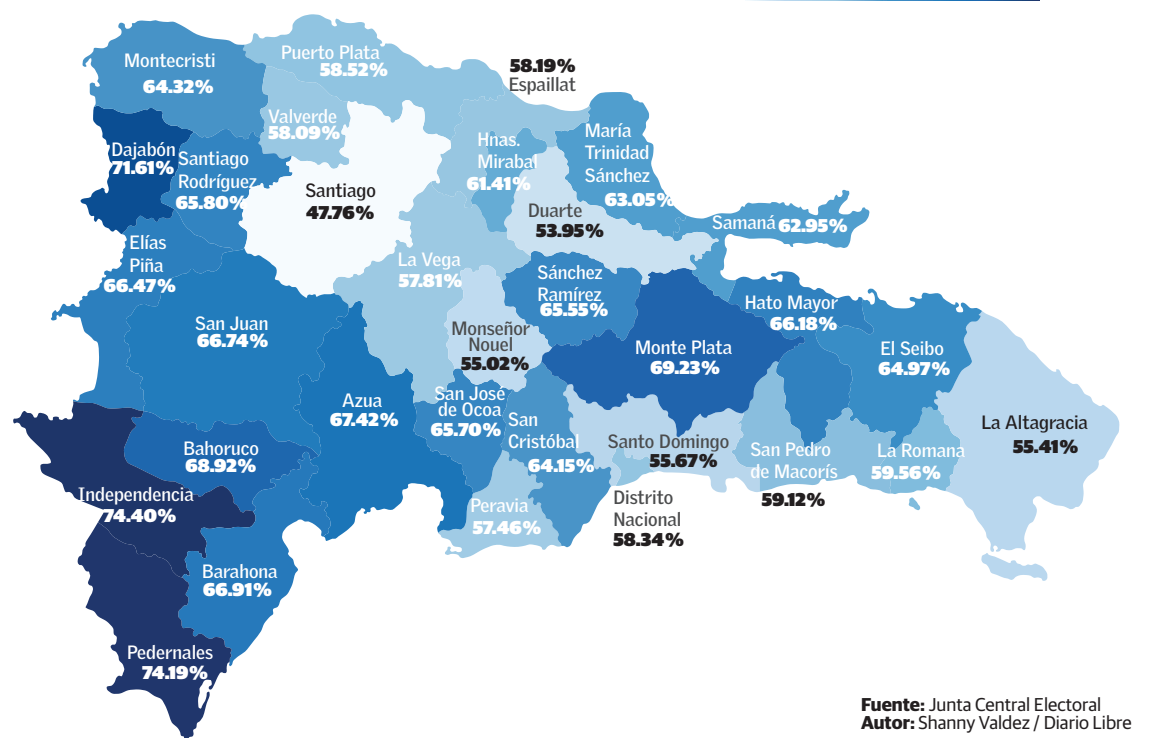 Montecristi
64.32%
Puerto Plata
58.52%
58.19%
Espaillat
Valverde
58.09%
Dajabón
71.61%
Santiago
Rodríguez
65.80%
Santiago
47.76%
Hnas.
Mirabal
61.41%
María
Trinidad
Sánchez
63.05%
Duarte
53.95%
Samaná 62.95%
Elías
Piña
66.47%
La Vega
57.81%
Sánchez
Ramírez
65.55%
Hato Mayor
66.18%
San Juan
66.74%
Monseñor
Nouel
55.02%
Monte Plata
69.23%
El Seibo
64.97%
Azua
67.42%
San José
de Ocoa
65.70%
San
Cristóbal
64.15%
Santo Domingo
55.67%
San Pedro
de Macorís
59.12%
La Romana
59.56%
La Altagracia
55.41%
Bahoruco
68.92%
Independencia
74.40%
Peravia
57.46%
Distrito
Nacional
58.34%
Barahona
66.91%
Pedernales
74.19%
Fuente: Junta Central Electoral
Autor: Shanny Valdez / Diario Libre